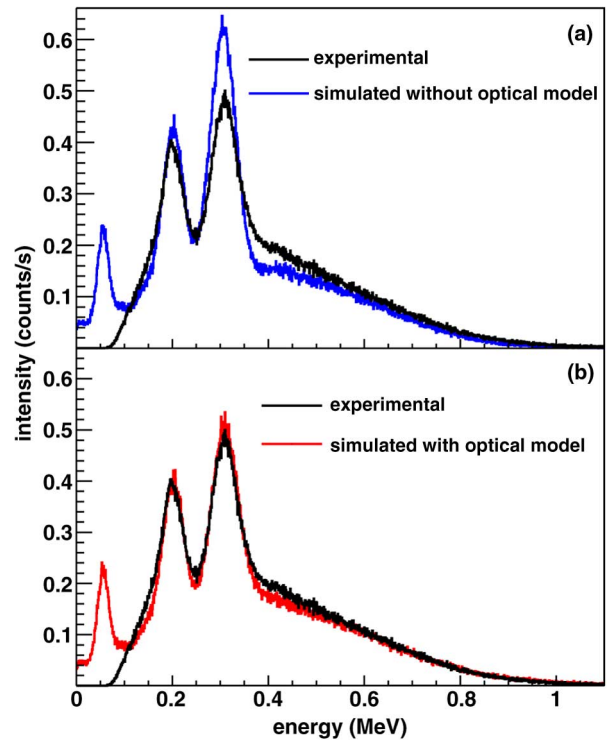 (a)
0.6
experimental
0.5
simulated without optical model
0.4
0.3
0.2
0.1
intensity (counts/s)
(b)
0.6
experimental
0.5
simulated with optical model
0.4
0.3
0.2
0.1
0 0.2 0.4 0.6 0.8 1
energy (MeV)